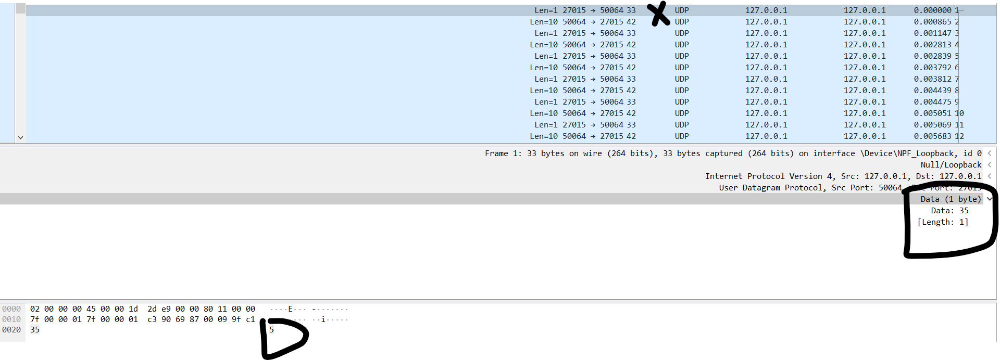 Len=1 27015 → 50064 33 UDP 127.0.0.1 127.0.0.1 0.000000 1
Len=10 50064 → 27015 42 UDP 127.0.0.1 127.0.0.1 0.000865 2
Len=1 27015 → 50064 33 UDP 127.0.0.1 127.0.0.1 0.001147 3
Len=10 50064 → 27015 42 UDP 127.0.0.1 127.0.0.1 0.002813 4
Len=1 27015 → 50064 33 UDP 127.0.0.1 127.0.0.1 0.002839 5
Len=10 50064 → 27015 42 UDP 127.0.0.1 127.0.0.1 0.003792 6
Len=1 27015 → 50064 33 UDP 127.0.0.1 127.0.0.1 0.003812 7
Len=10 50064 → 27015 42 UDP 127.0.0.1 127.0.0.1 0.004439 8
Len=1 27015 → 50064 33 UDP 127.0.0.1 127.0.0.1 0.004475 9
Len=10 50064 → 27015 42 UDP 127.0.0.1 127.0.0.1 0.005051 10
Len=1 27015 → 50064 33 UDP 127.0.0.1 127.0.0.1 0.005069 11
Len=10 50064 → 27015 42 UDP 127.0.0.1 127.0.0.1 0.005683 12
Frame 1: 33 bytes on wire (264 bits), 33 bytes captured (264 bits) on interface \Device\NPF_Loopback, id 0
Null/Loopback
Internet Protocol Version 4, Src: 127.0.0.1, Dst: 127.0.0.1
User Datagram Protocol, Src Port: 50064, Dst Port: 27015
Data (1 byte)
Data: 35
[Length: 1]
0000 02 00 00 00 45 00 00 1d 2d e9 00 00 80 11 00 00 ····E··· -·······
0010 7f 00 00 01 7f 00 00 01 c3 90 69 87 00 09 9f c1 ···· ··i·····
0020 35 5